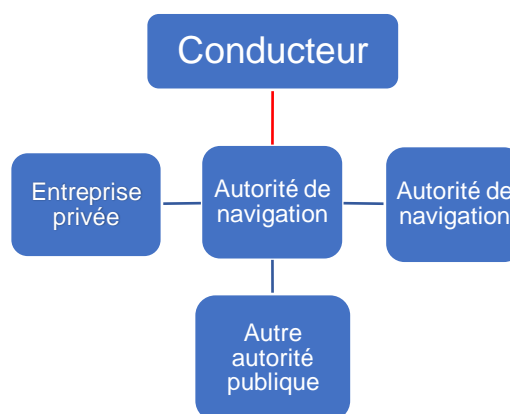 Conducteur
Entreprise
privée
Autorité de
navigation
Autorité de
navigation
Autre
autorité
publique